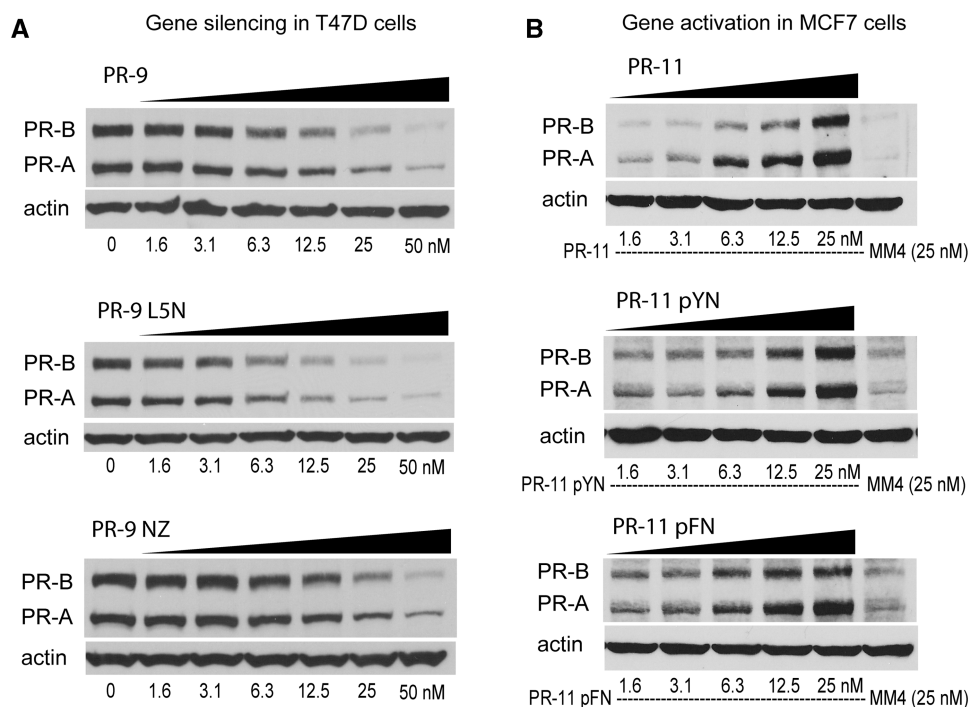 A
Gene silencing in T47D cells
PR-9
PR-B
PR-A
actin
0 1.6 3.1 6.3 12.5 25 50 nM
PR-9 L5N
PR-B
PR-A
actin
0 1.6 3.1 6.3 12.5 25 50 nM
PR-9 NZ
PR-B
PR-A
actin
0 1.6 3.1 6.3 12.5 25 50 nM
B
Gene activation in MCF7 cells
PR-11
PR-B
PR-A
actin
1.6 3.1 6.3 12.5 25 nM
PR-11 MM4 (25 nM)
PR-11 pYN
PR-B
PR-A
actin
1.6 3.1 6.3 12.5 25 nM
PR-11 pYN MM4 (25 nM)
PR-11 pFN
PR-B
PR-A
actin
1.6 3.1 6.3 12.5 25 nM
PR-11 pFN MM4 (25 nM)